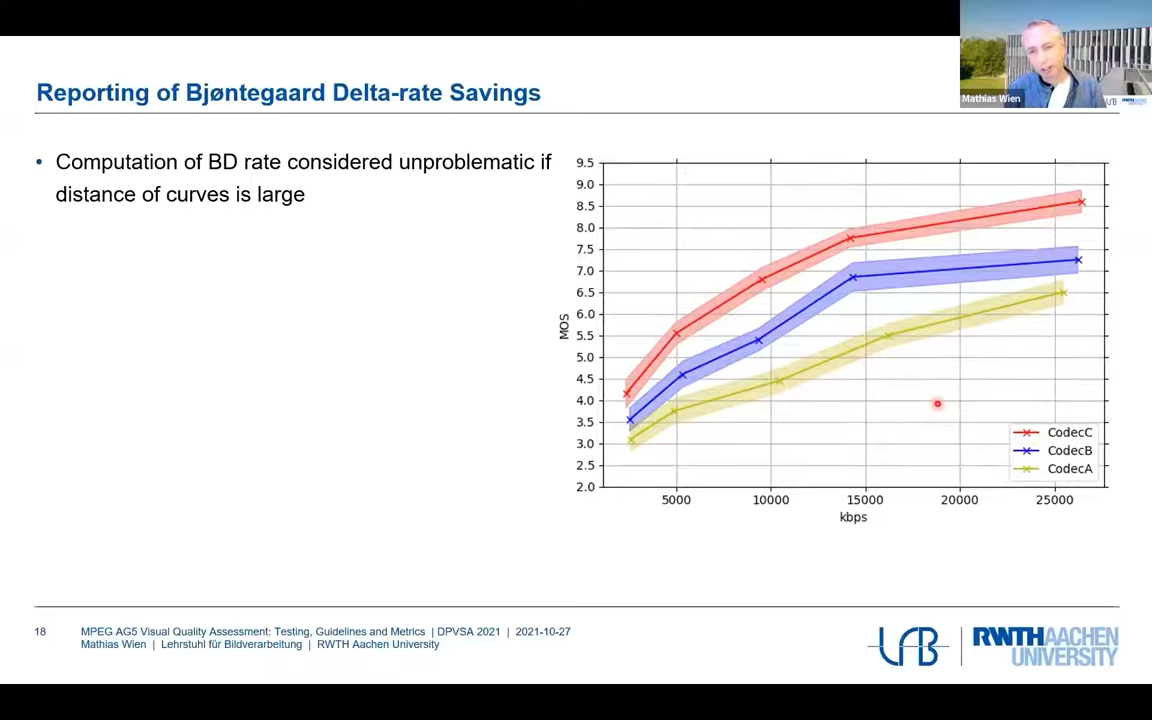 Mathias Wien
Reporting of Bjøntegaard Delta-rate Savings
• Computation of BD rate considered unproblematic if
distance of curves is large
9.5
9.0
8.5
8.0
7.5
7.0
6.5
6.0
5.5
5.0
4.5
4.0
3.5
3.0
2.5
2.0
MOS
CodecC
CodecB
CodecA
5000 10000 15000 20000 25000
kbps
18
MPEG AG5 Visual Quality Assessment: Testing, Guidelines and Metrics | DPVSA 2021 | 2021-10-27
Mathias Wien | Lehrstuhl für Bildverarbeitung | RWTH Aachen University
LFB
RWTHAACHEN
UNIVERSITY